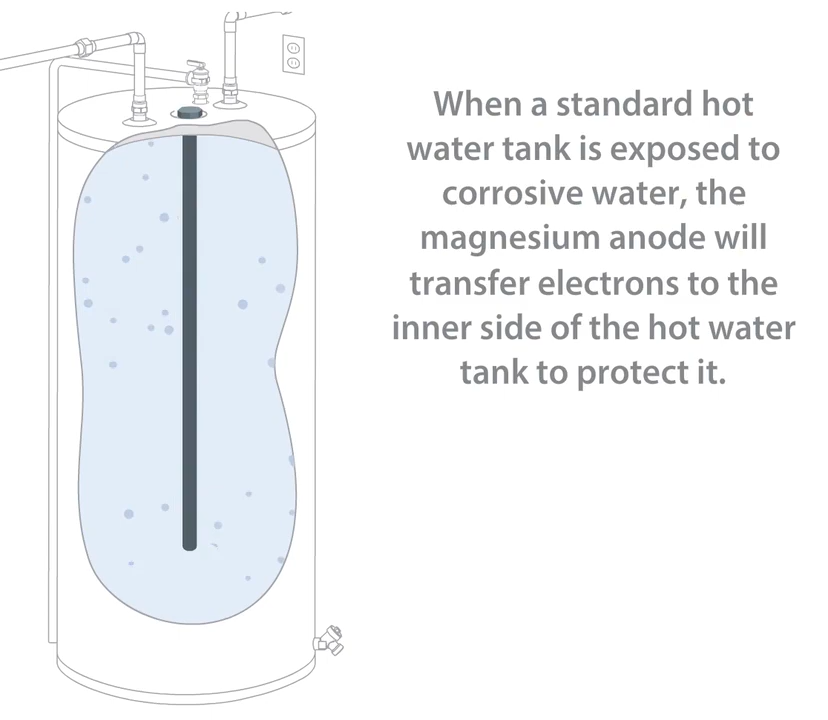 When a standard hot
water tank is exposed to
corrosive water, the
magnesium anode will
transfer electrons to the
inner side of the hot water
tank to protect it.